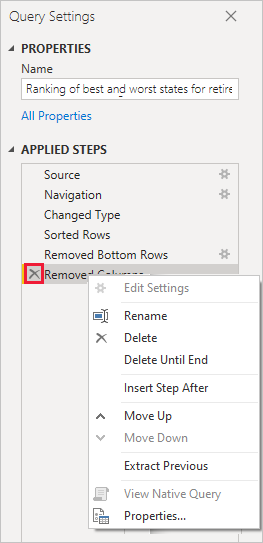 Query Settings
PROPERTIES
Name
Ranking of best and worst states for retire
All Properties
APPLIED STEPS
Source
Navigation
Changed Type
Sorted Rows
Removed Bottom Rows
Removed Columns
Edit Settings
Rename
Delete
Delete Until End
Insert Step After
Move Up
Move Down
Extract Previous
View Native Query
Properties...